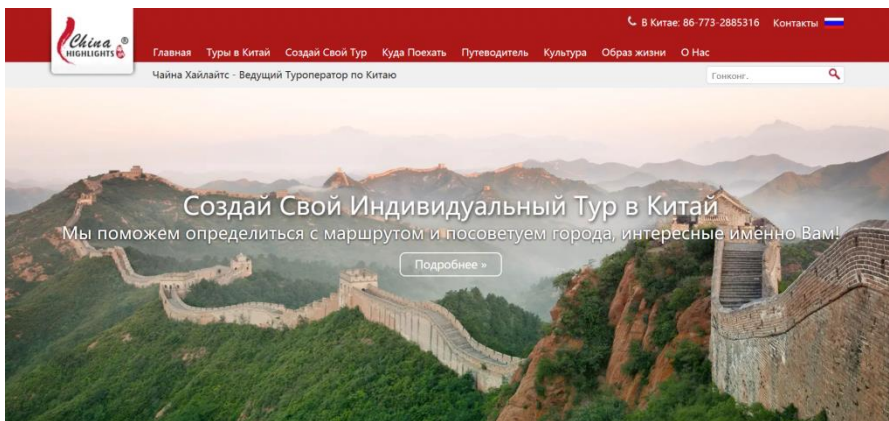 В Китае: 86-773-2885316 Контакты
China ®
HIGHLIGHTS
Главная Туры в Китай Создай Свой Тур Куда Поехать Путеводитель Культура Образ жизни О Нас
Чайна Хайлайтс - Ведущий Туроператор по Китаю
Гонконг.
Создай Свой Индивидуальный Тур в Китай
Мы поможем определиться с маршрутом и посоветуем города, интересные именно Вам!
Подробнее »